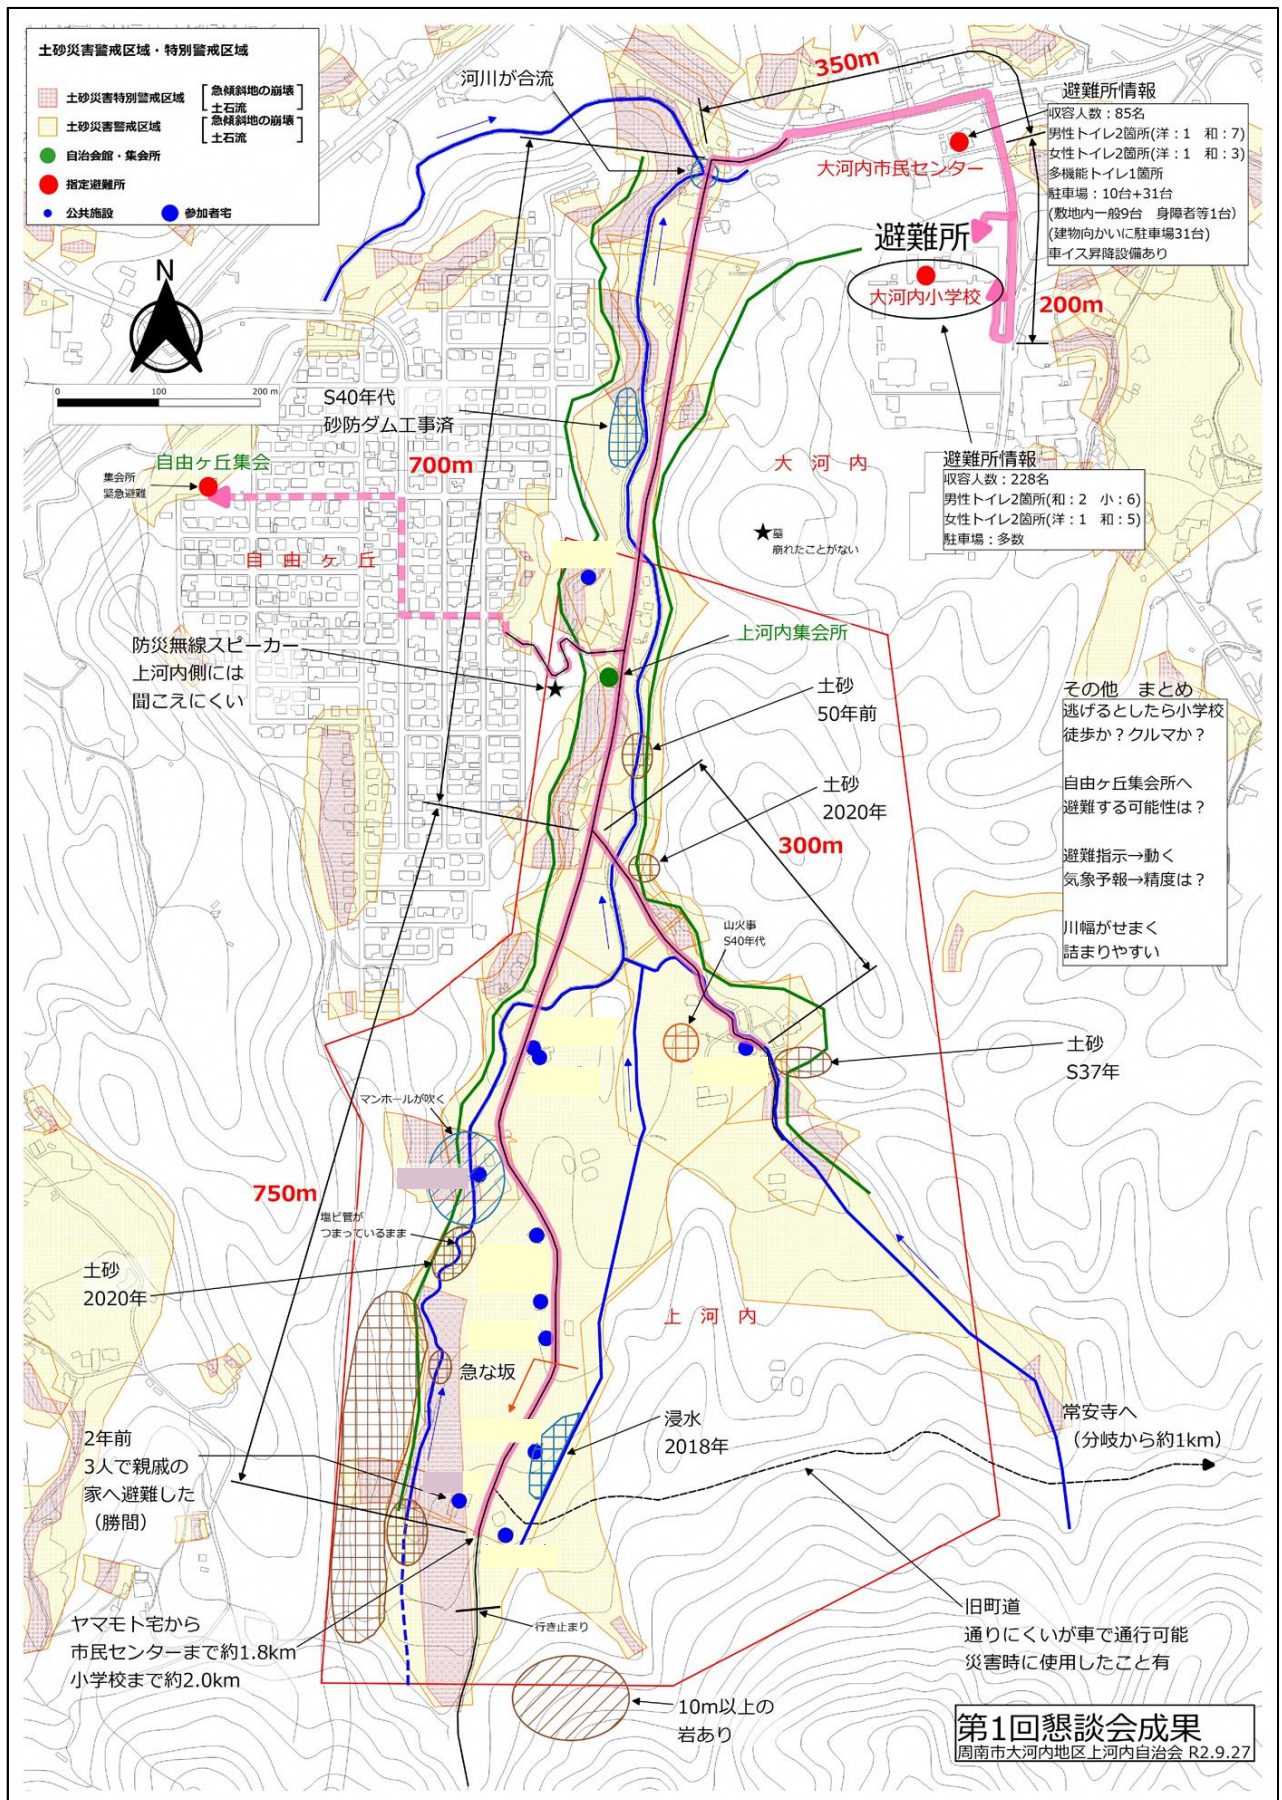 土砂災害警戒区域・特別警戒区域
土砂災害特別警戒区域
急傾斜地の崩壊
土石流
土砂災害警戒区域
急傾斜地の崩壊
土石流
自治会館・集会所
指定避難所
公共施設
参加者宅
N
0 100 200 m
河川が合流
350m
避難所情報
収容人数：85名
男性トイレ2箇所(洋：1 和：7)
女性トイレ2箇所(洋：1 和：3)
多機能トイレ1箇所
駐車場：10台+31台
(敷地内一般9台 身障者等1台)
(建物向かいに駐車場31台)
車イス昇降設備あり
大河内市民センター
避難所
大河内小学校
200m
S40年代
砂防ダム工事済
700m
自由ヶ丘集会
集会所
緊急避難
自由ヶ丘
大河内
避難所情報
収容人数：228名
男性トイレ2箇所(和：2 小：6)
女性トイレ2箇所(洋：1 和：5)
駐車場：多数
墓
崩れたことがない
防災無線スピーカー
上河内側には
聞こえにくい
上河内集会所
土砂
50年前
土砂
2020年
300m
その他 まとめ
逃げるとしたら小学校
徒歩か？クルマか？
自由ヶ丘集会所へ
避難する可能性は？
避難指示→動く
気象予報→精度は？
川幅がせまく
詰まりやすい
山火事
S40年代
土砂
S37年
マンホールが吹く
750m
塩ビ管が
つまっているまま
土砂
2020年
上河内
急な坂
浸水
2018年
常安寺へ
（分岐から約1km）
2年前
3人で親戚の
家へ避難した
（勝間）
ヤマモト宅から
市民センターまで約1.8km
小学校まで約2.0km
行き止まり
旧町道
通りにくいが車で通行可能
災害時に使用したこと有
10m以上の
岩あり
第1回懇談会成果
周南市大河内地区上河内自治会 R2.9.27